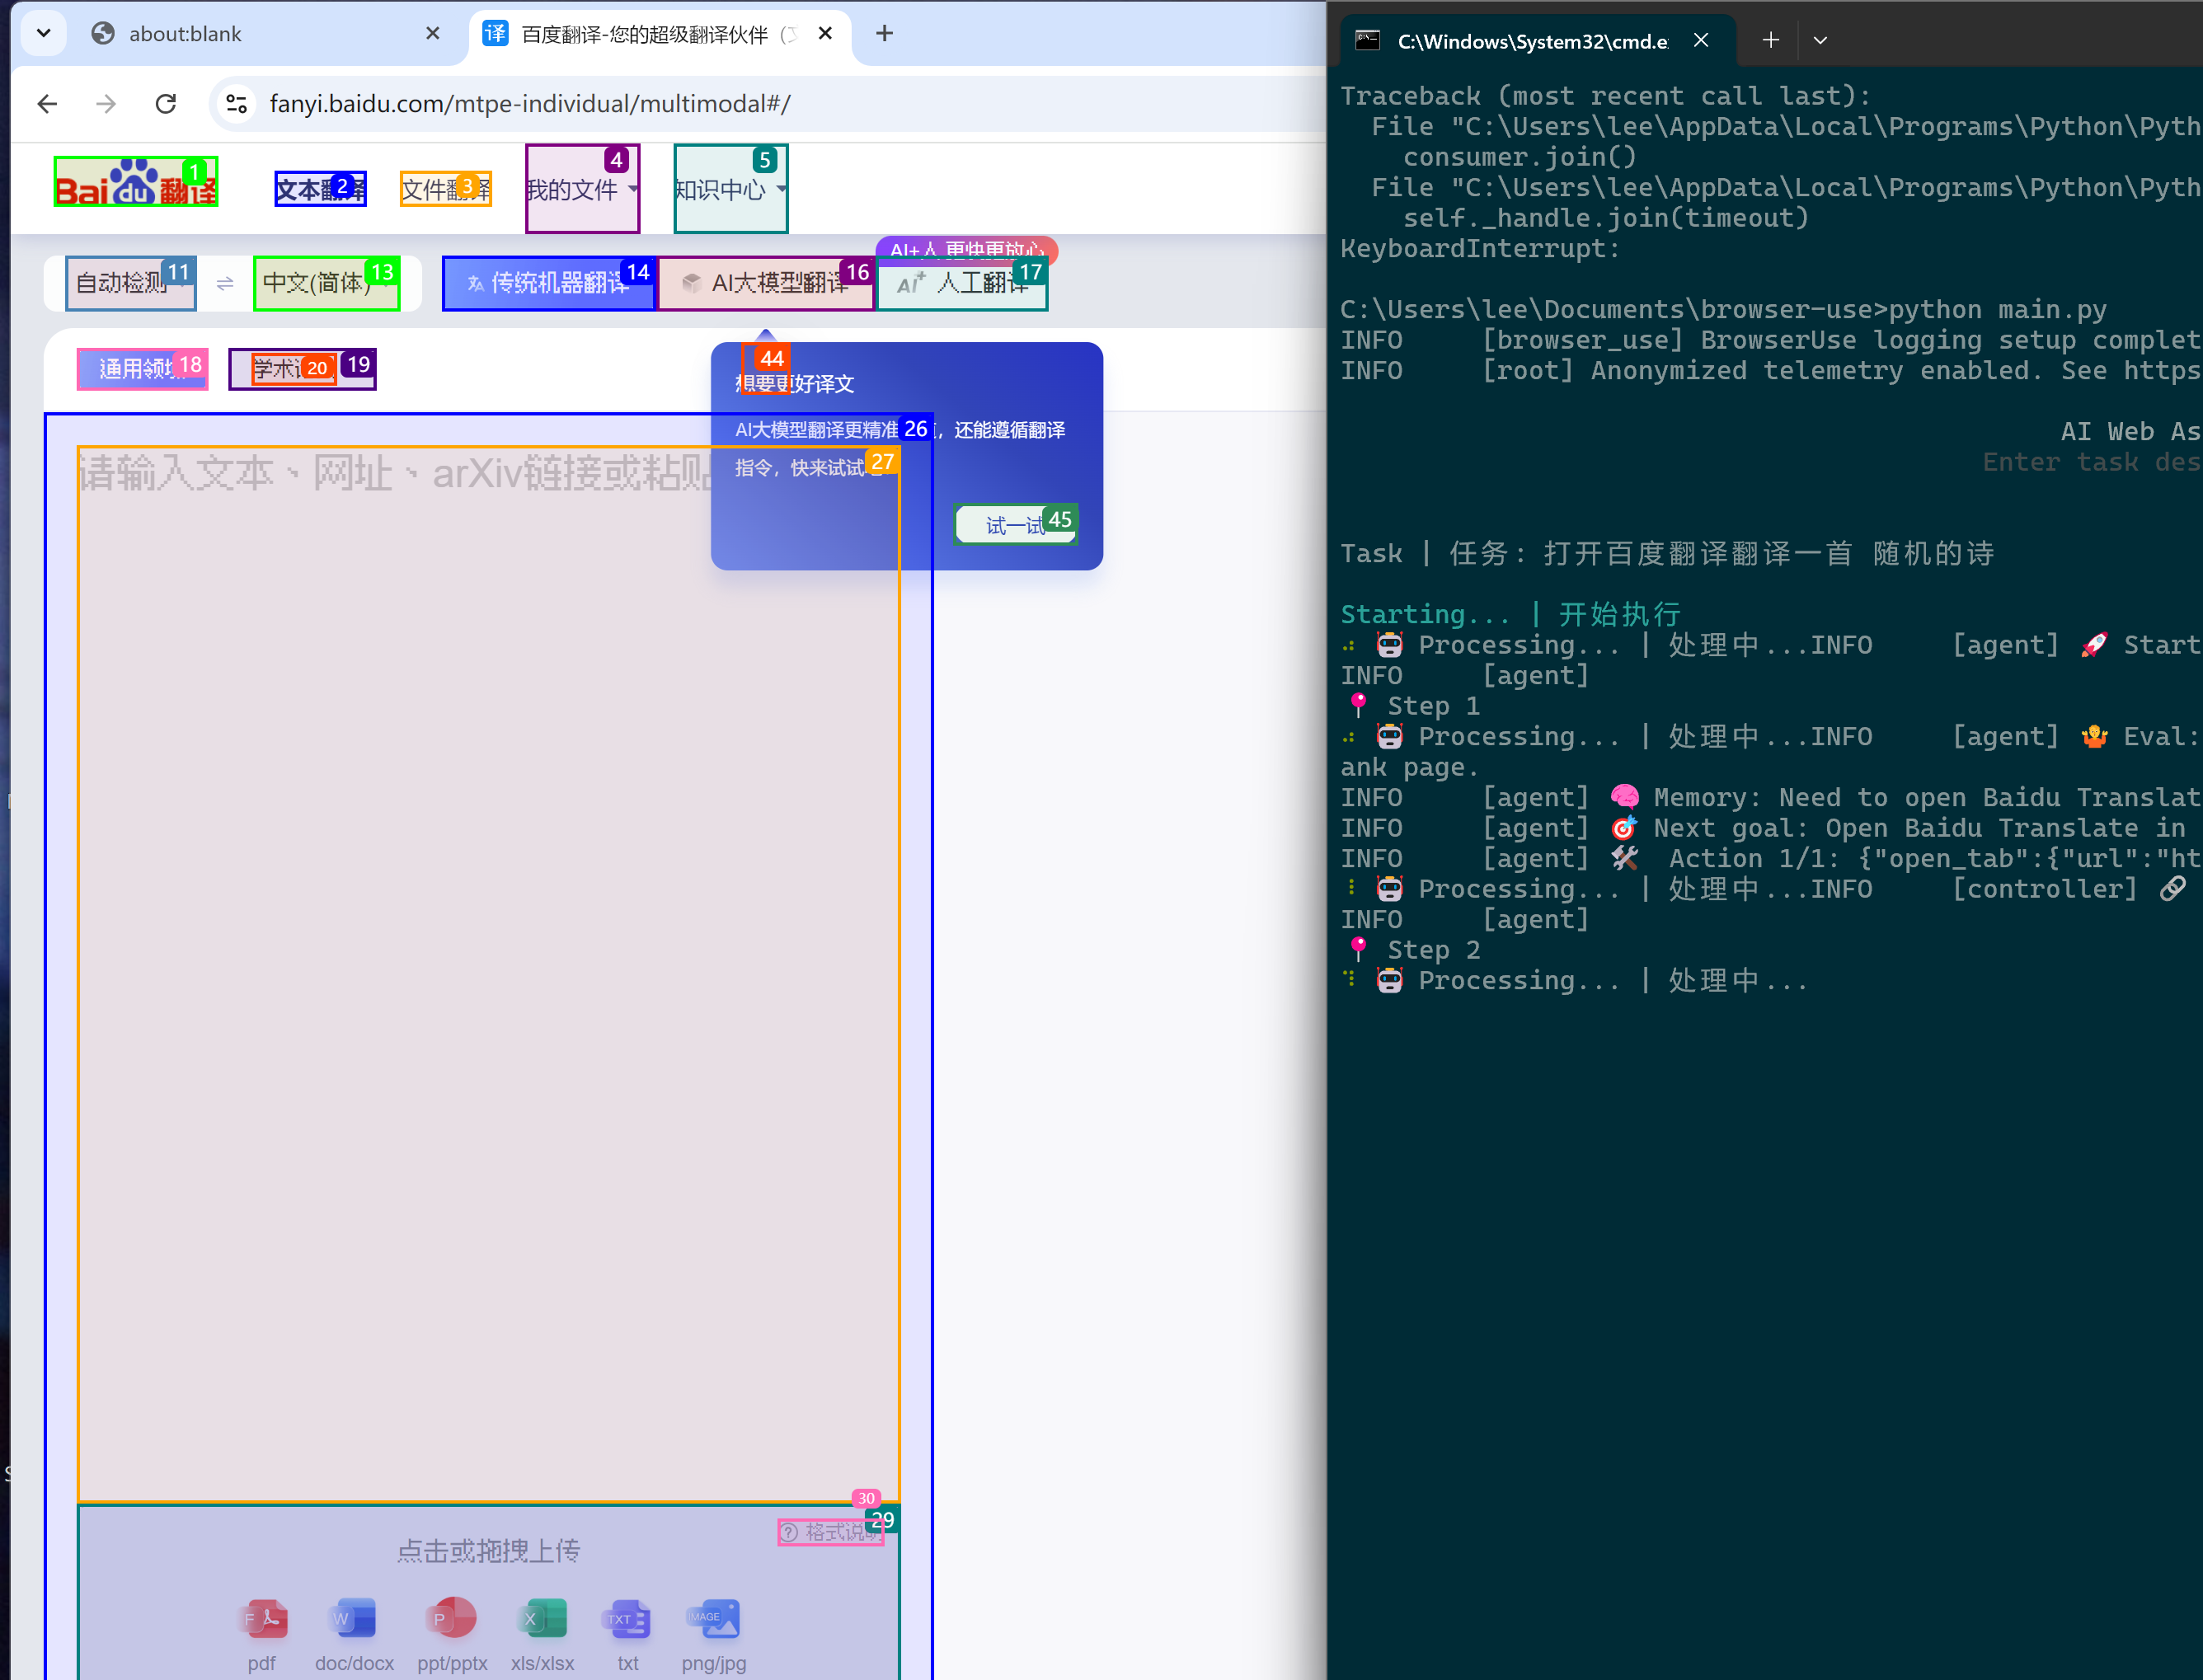 about:blank
译 百度翻译-您的超级翻译伙伴
fanyi.baidu.com/mtpe-individual/multimodal#/
Bai du 翻译 1
文本翻译 2
文件翻译 3
我的文件 4
知识中心 5
AI+人 更快更放心
自动检测 11
中文(简体) 13
传统机器翻译 14
AI大模型翻译 16
AI+ 人工翻译 17
通用领域 18
学术 20 19
44
想要更好译文
AI大模型翻译更精准 26 ,还能遵循翻译
指令,快来试试 27
试一试 45
请输入文本、网址、arXiv链接或粘贴
30
格式说明 29
点击或拖拽上传
F W P X TXT IMAGE
pdf doc/docx ppt/pptx xls/xlsx txt png/jpg
C:\Windows\System32\cmd.e
Traceback (most recent call last):
File "C:\Users\lee\AppData\Local\Programs\Python\Pyth
consumer.join()
File "C:\Users\lee\AppData\Local\Programs\Python\Pyth
self._handle.join(timeout)
KeyboardInterrupt:
C:\Users\lee\Documents\browser-use>python main.py
INFO [browser_use] BrowserUse logging setup complet
INFO [root] Anonymized telemetry enabled. See https
AI Web As
Enter task des
Task | 任务: 打开百度翻译翻译一首 随机的诗
Starting... | 开始执行
🤖 Processing... | 处理中...INFO [agent] 🚀 Start
INFO [agent]
📍 Step 1
🤖 Processing... | 处理中...INFO [agent] 🤷 Eval:
ank page.
INFO [agent] 🧠 Memory: Need to open Baidu Translat
INFO [agent] 🎯 Next goal: Open Baidu Translate in
INFO [agent] 🛠️ Action 1/1: {"open_tab":{"url":"ht
🤖 Processing... | 处理中...INFO [controller] 🔗
INFO [agent]
📍 Step 2
🤖 Processing... | 处理中...